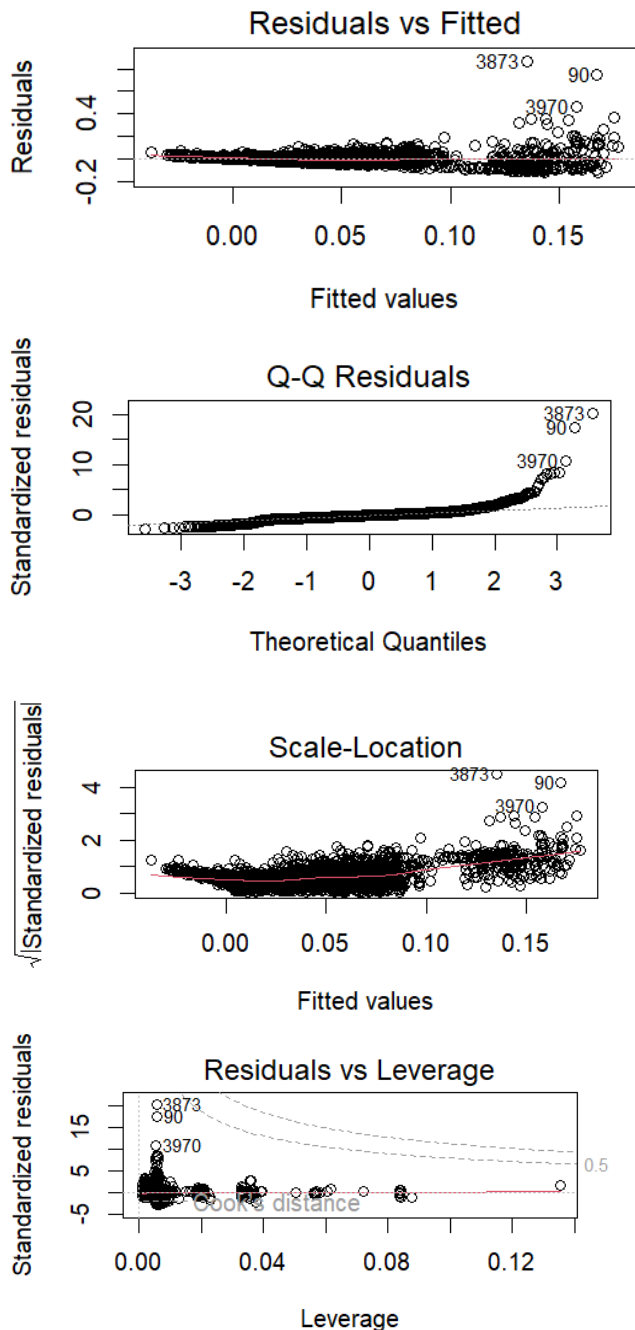 Residuals vs Fitted
Residuals
-0.2 0.4
3873
90
3970
0.00 0.05 0.10 0.15
Fitted values
Q-Q Residuals
Standardized residuals
0 10 20
3873
90
3970
-3 -2 -1 0 1 2 3
Theoretical Quantiles
Scale-Location
√|Standardized residuals|
0 2 4
3873
90
3970
0.00 0.05 0.10 0.15
Fitted values
Residuals vs Leverage
Standardized residuals
-5 5 15
3873
90
3970
0.5
Cook's distance
0.00 0.04 0.08 0.12
Leverage